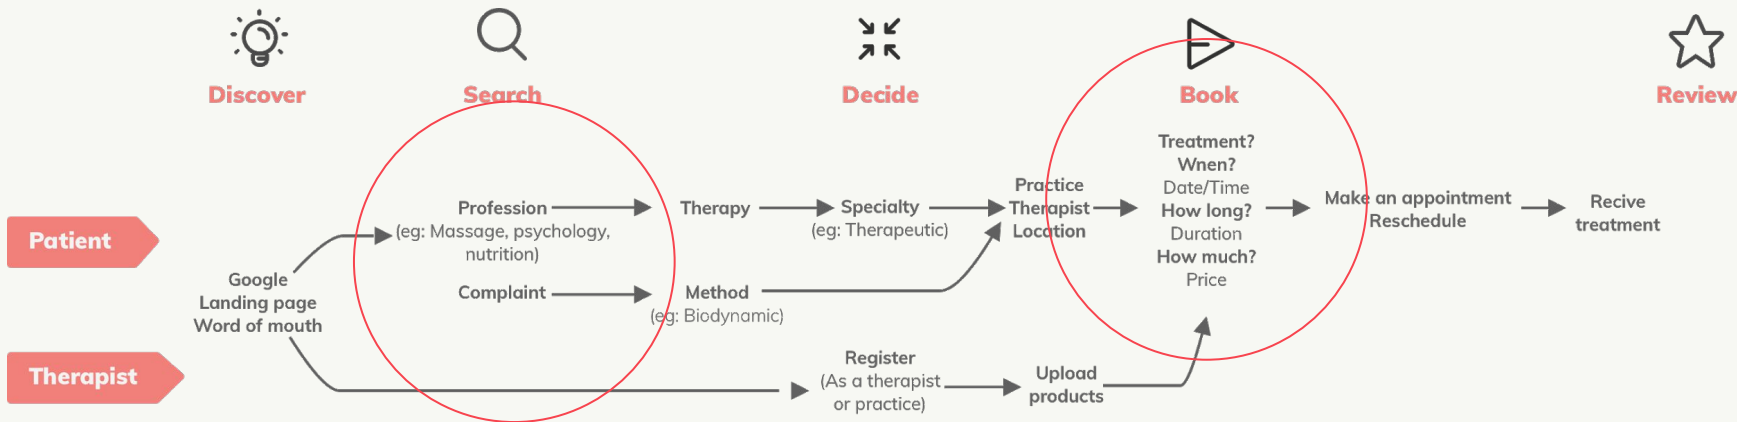 Discover
Search
Decide
Book
Review
Patient
Google
Landing page
Word of mouth
Profession
(eg: Massage, psychology,
nutrition)
Complaint
Therapy
Method
(eg: Biodynamic)
Specialty
(eg: Therapeutic)
Practice
Therapist
Location
Treatment?
Wnen?
Date/Time
How long?
Duration
How much?
Price
Make an appointment
Reschedule
Recive
treatment
Therapist
Register
(As a therapist
or practice)
Upload
products